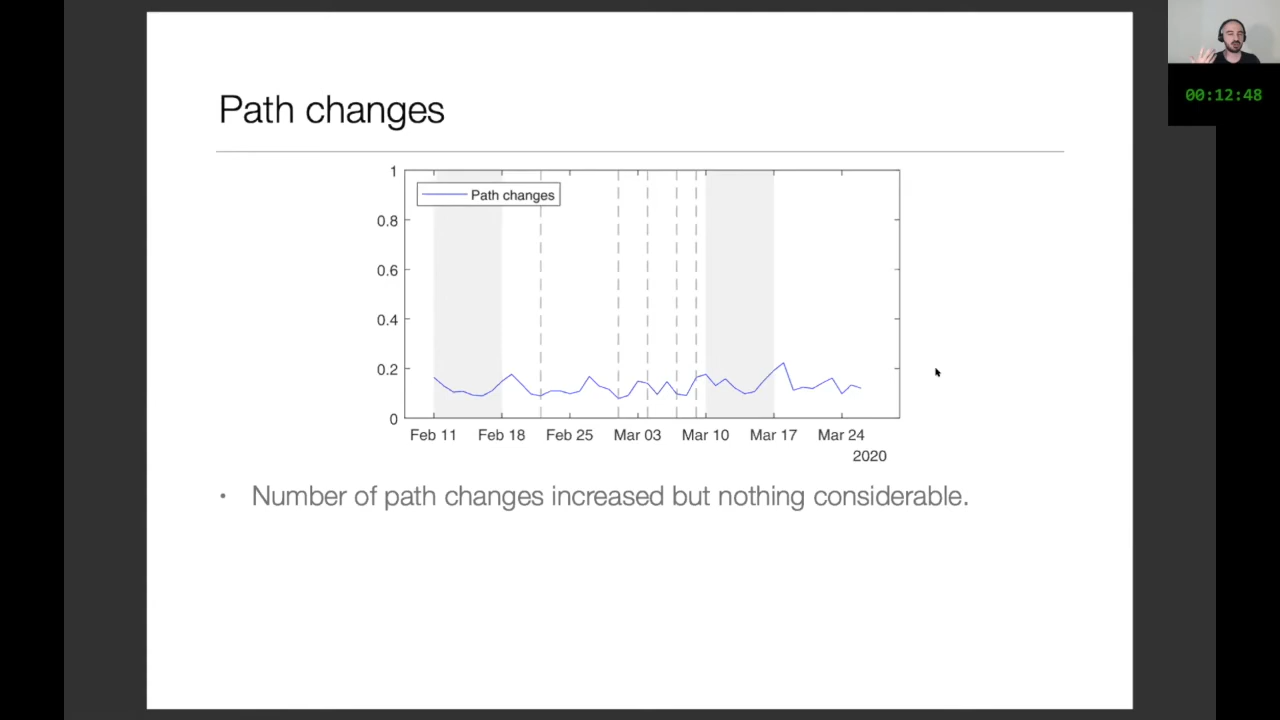 00:12:48
Path changes
1
Path changes
0.8
0.6
0.4
0.2
0
Feb 11 Feb 18 Feb 25 Mar 03 Mar 10 Mar 17 Mar 24
2020
• Number of path changes increased but nothing considerable.